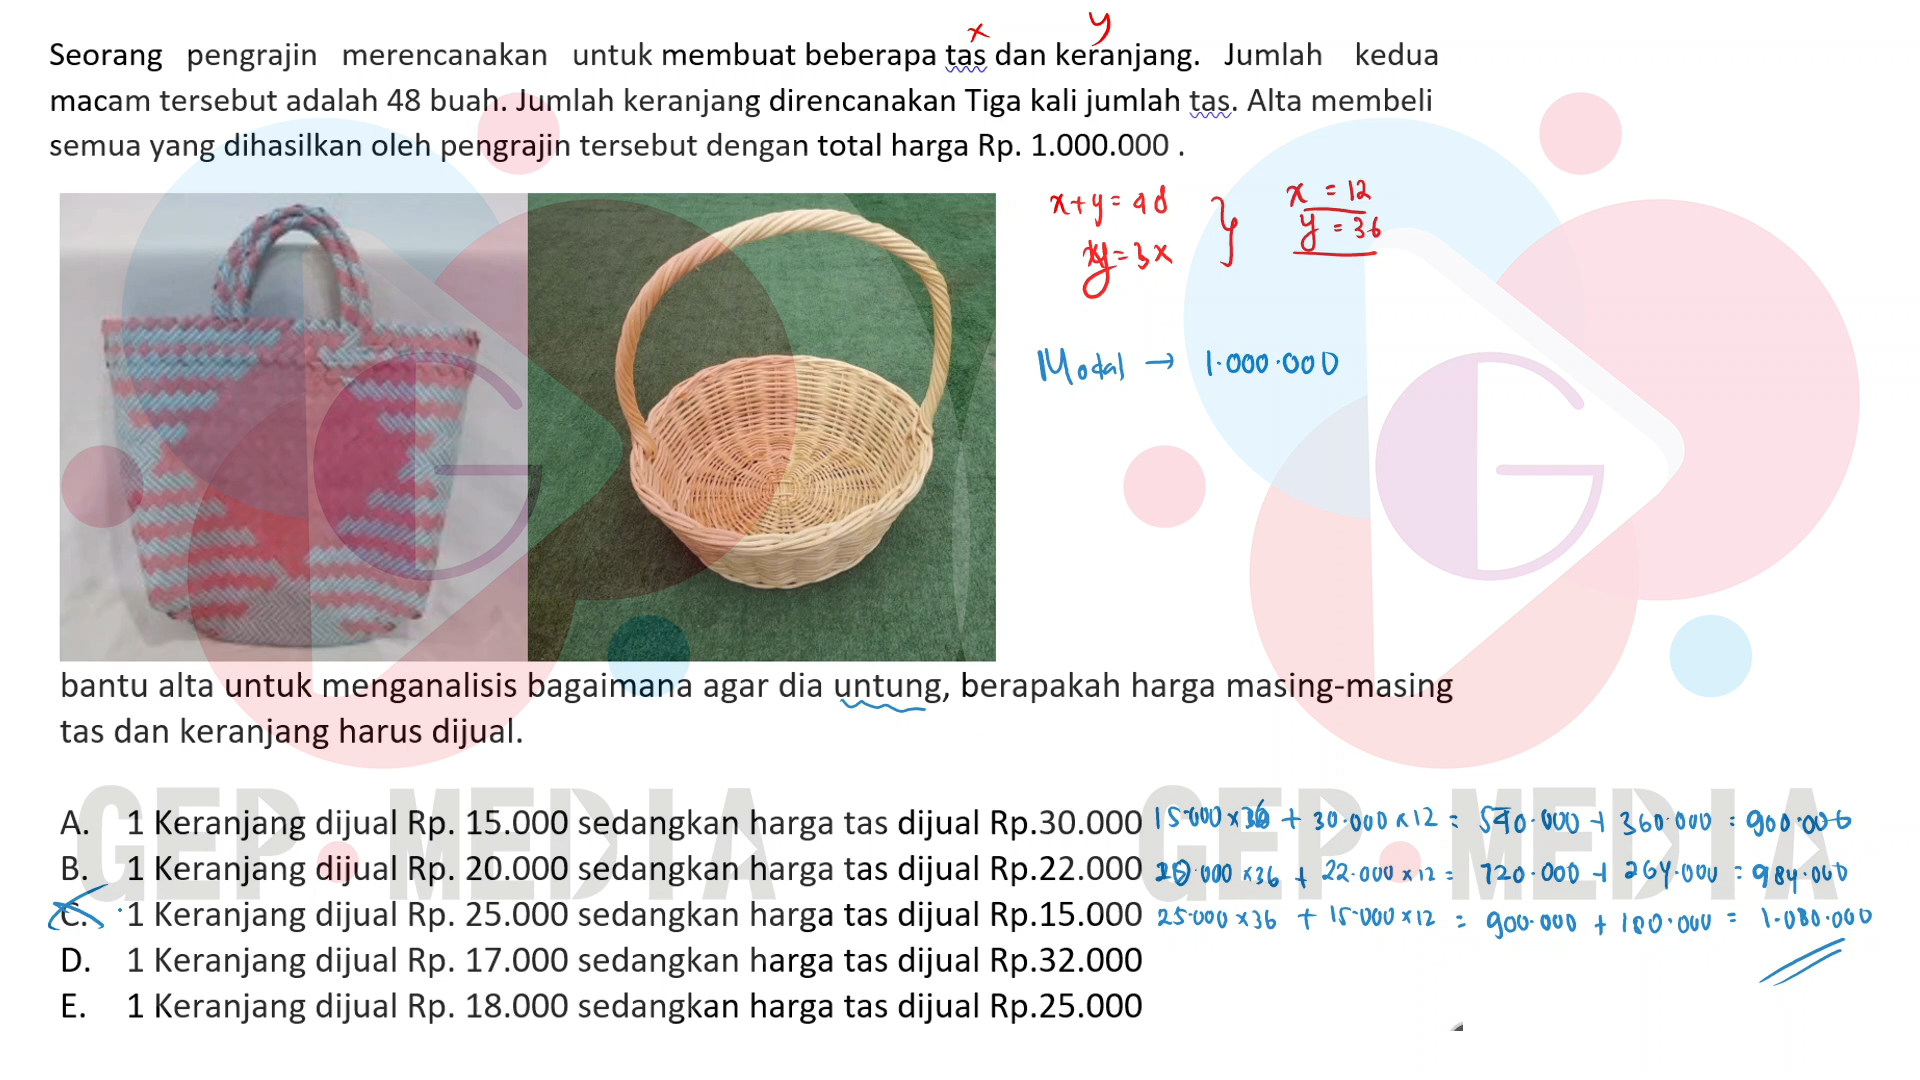 x y
Seorang pengrajin merencanakan untuk membuat beberapa tas dan keranjang. Jumlah kedua
macam tersebut adalah 48 buah. Jumlah keranjang direncanakan Tiga kali jumlah tas. Alta membeli
semua yang dihasilkan oleh pengrajin tersebut dengan total harga Rp. 1.000.000 .
x+y=48
y=3x
x = 12
y = 36
Modal → 1.000.000
bantu alta untuk menganalisis bagaimana agar dia untung, berapakah harga masing-masing
tas dan keranjang harus dijual.
A. 1 Keranjang dijual Rp. 15.000 sedangkan harga tas dijual Rp.30.000 15.000 x 36 + 30.000 x 12 = 540.000 + 360.000 = 900.000
B. 1 Keranjang dijual Rp. 20.000 sedangkan harga tas dijual Rp.22.000 20.000 x 36 + 22.000 x 12 = 720.000 + 264.000 = 984.000
C. 1 Keranjang dijual Rp. 25.000 sedangkan harga tas dijual Rp.15.000 25.000 x 36 + 15.000 x 12 = 900.000 + 180.000 = 1.080.000
D. 1 Keranjang dijual Rp. 17.000 sedangkan harga tas dijual Rp.32.000
E. 1 Keranjang dijual Rp. 18.000 sedangkan harga tas dijual Rp.25.000
GEP MEDIA
GEP MEDIA